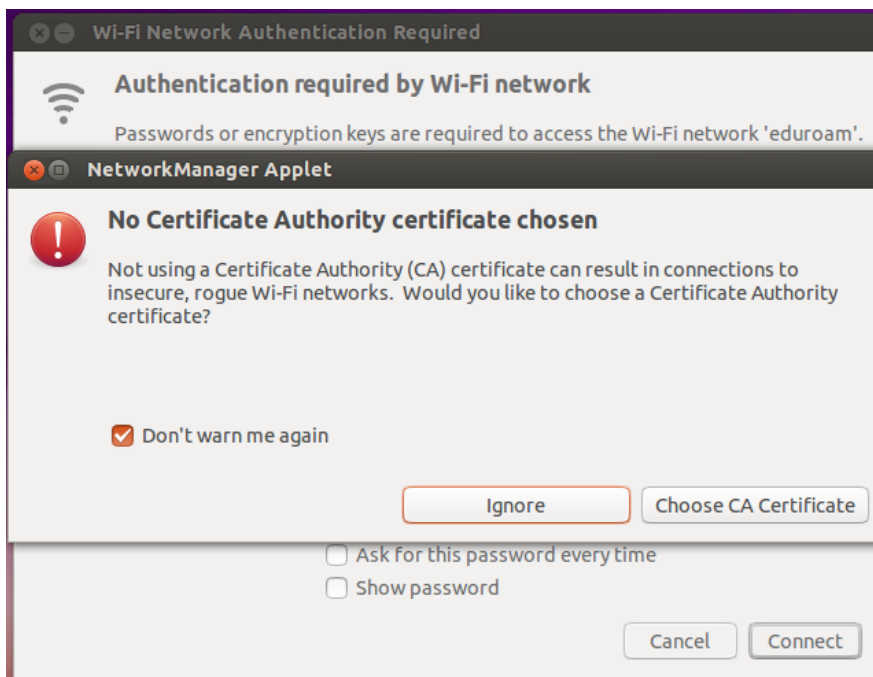 Wi-Fi Network Authentication Required
Authentication required by Wi-Fi network
Passwords or encryption keys are required to access the Wi-Fi network 'eduroam'.
NetworkManager Applet
No Certificate Authority certificate chosen
Not using a Certificate Authority (CA) certificate can result in connections to
insecure, rogue Wi-Fi networks.  Would you like to choose a Certificate Authority
certificate?
Don't warn me again
Ignore Choose CA Certificate
Ask for this password every time
Show password
Cancel Connect